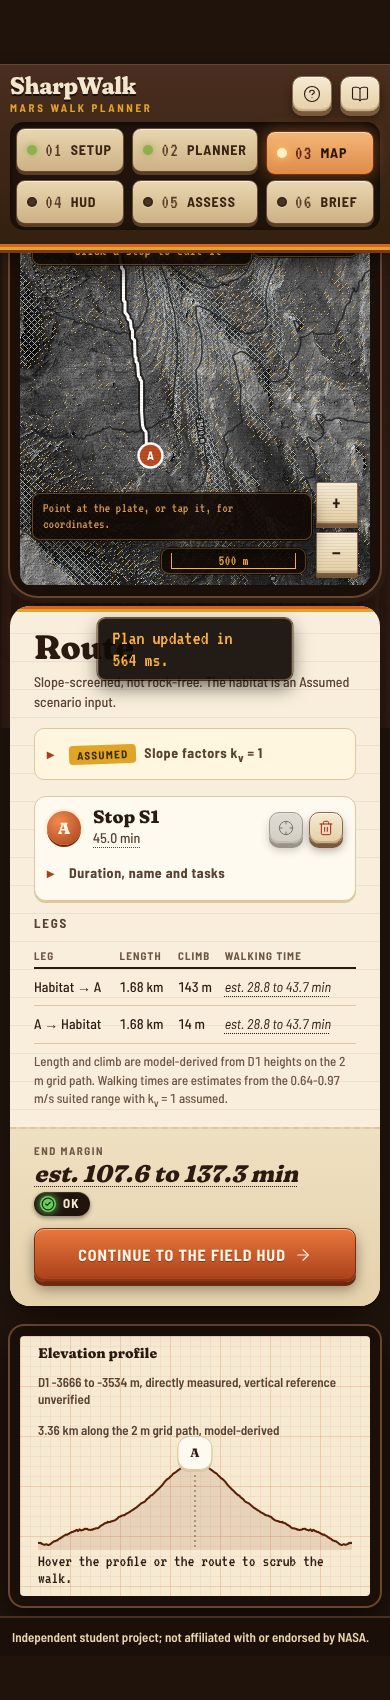 SharpWalk
MARS WALK PLANNER
01 SETUP
02 PLANNER
03 MAP
04 HUD
05 ASSESS
06 BRIEF
A
Point at the plate, or tap it, for
coordinates.
+
500 m
−
Plan updated in
564 ms.
Slope-screened, not rock-free. The habitat is an Assumed
scenario input.
ASSUMED Slope factors kv = 1
A
Stop S1
45.0 min
Duration, name and tasks
LEGS
LEG LENGTH CLIMB WALKING TIME
Habitat → A 1.68 km 143 m est. 28.8 to 43.7 min
A → Habitat 1.68 km 14 m est. 28.8 to 43.7 min
Length and climb are model-derived from D1 heights on the 2
m grid path. Walking times are estimates from the 0.64-0.97
m/s suited range with kv = 1 assumed.
END MARGIN
est. 107.6 to 137.3 min
OK
CONTINUE TO THE FIELD HUD →
Elevation profile
D1 -3666 to -3534 m, directly measured, vertical reference
unverified
3.36 km along the 2 m grid path, model-derived
A
Hover the profile or the route to scrub the
walk.
Independent student project; not affiliated with or endorsed by NASA.